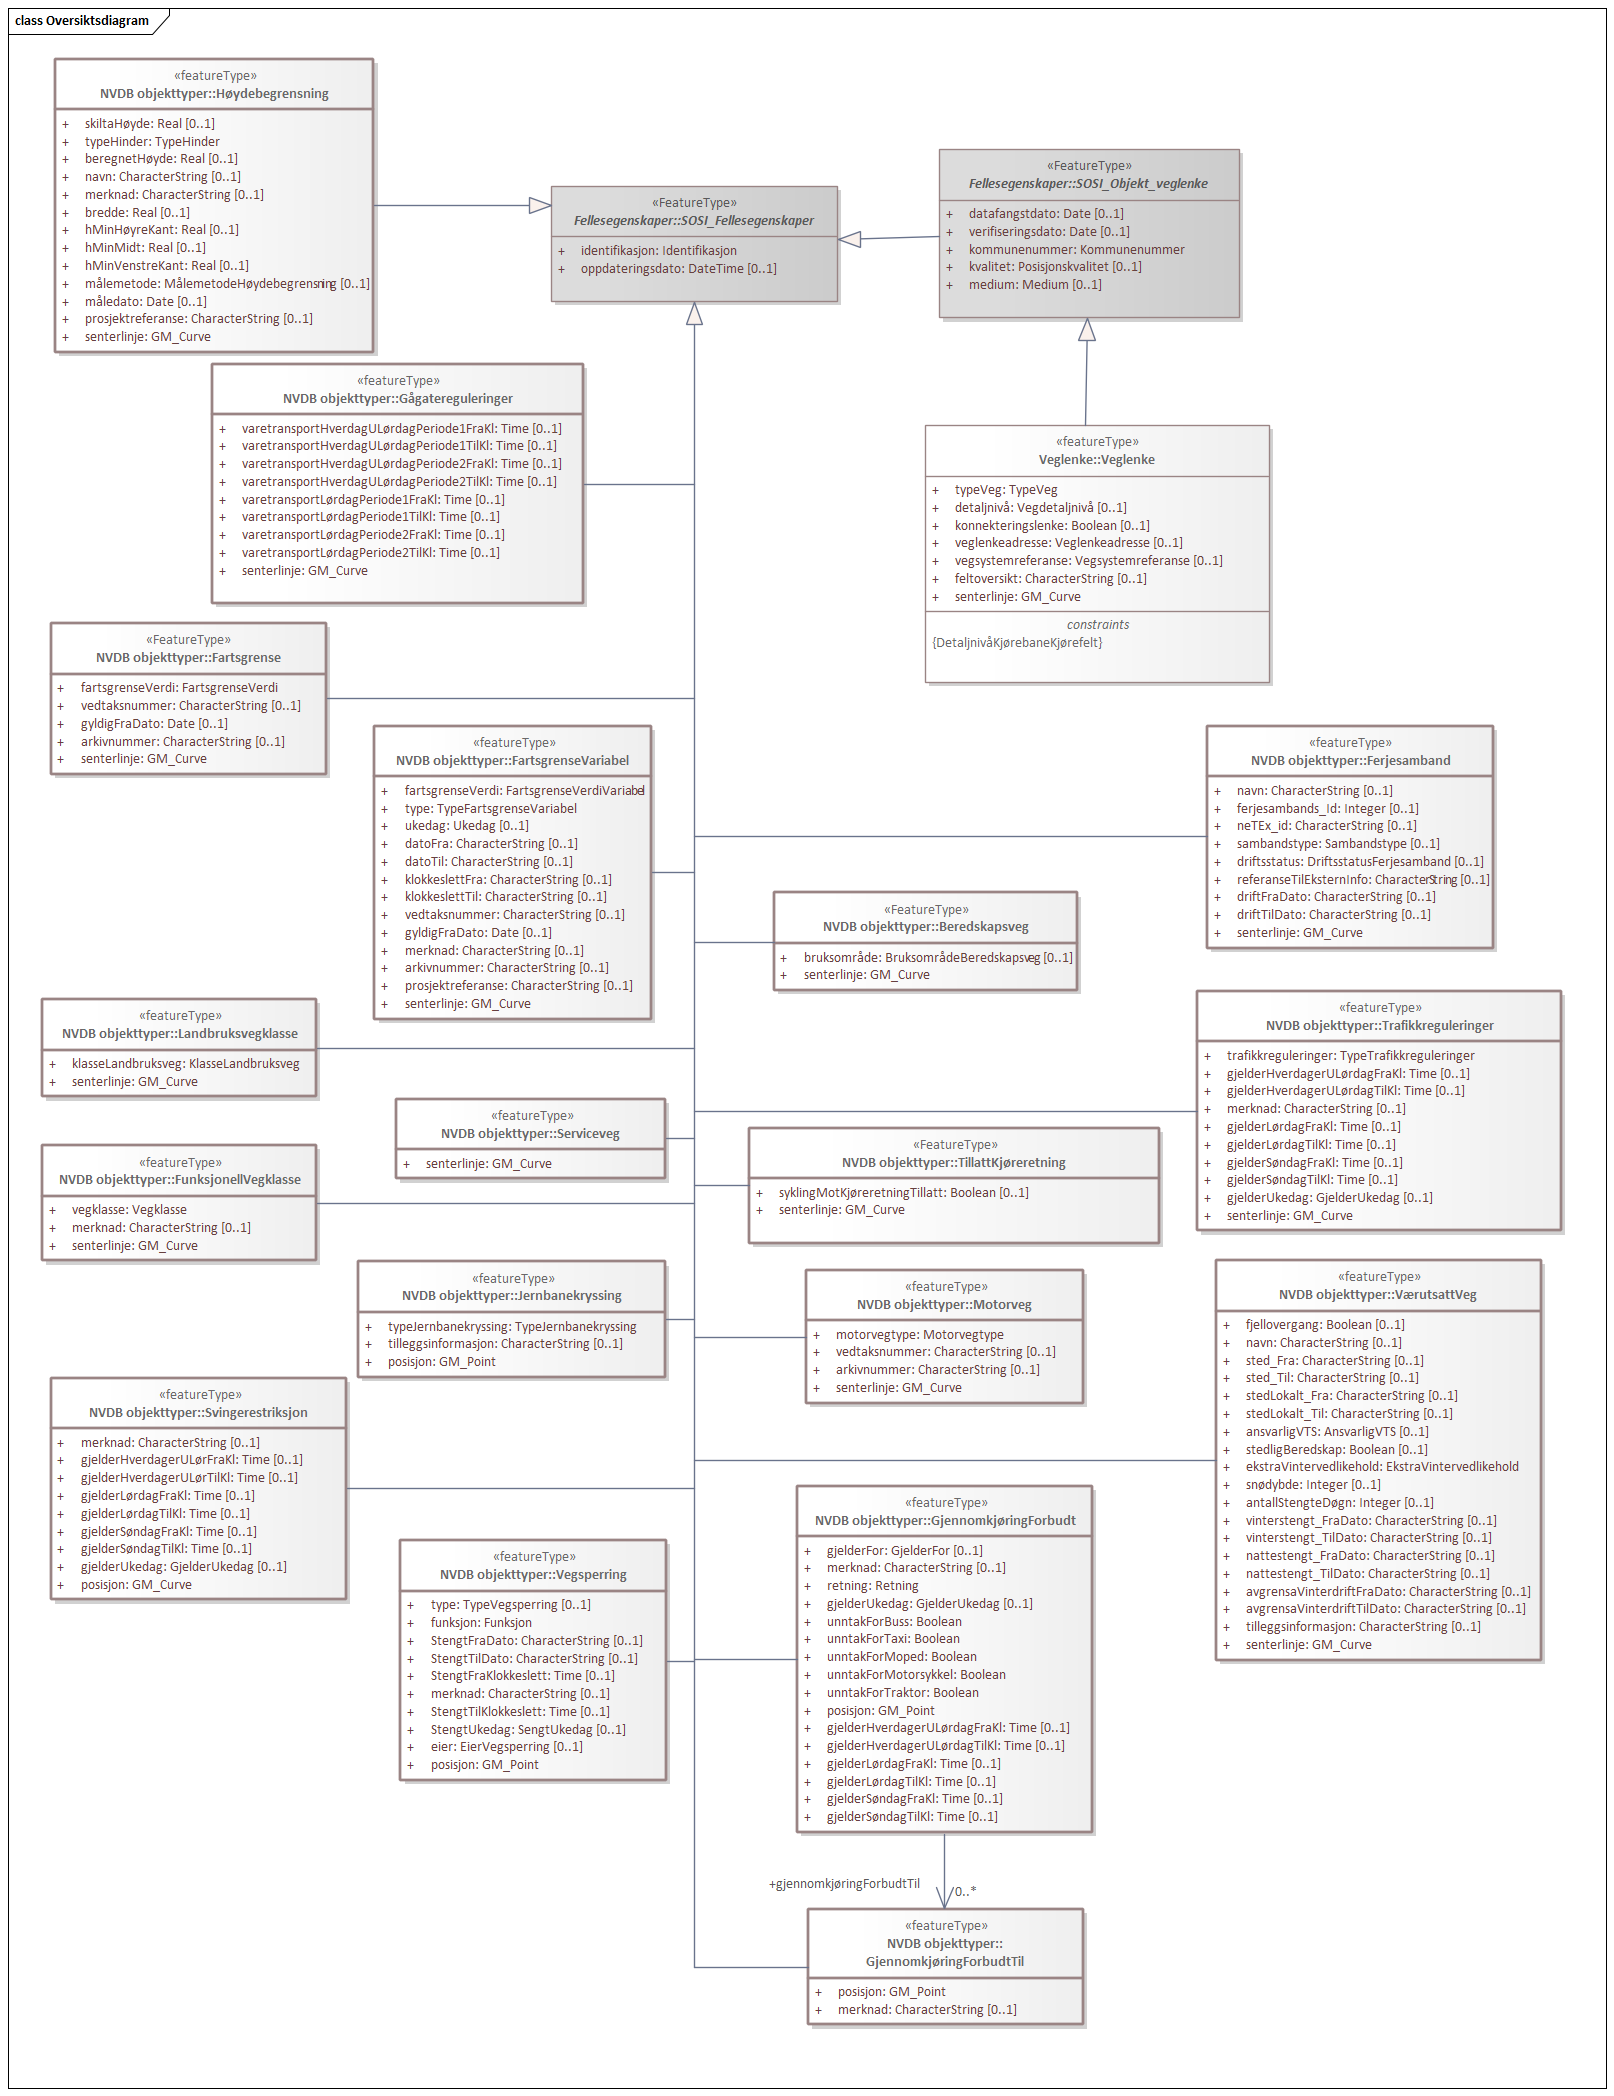 class Oversiktsdiagram
«featureType»
NVDB objekttyper::Høydebegrensning
+ skiltaHøyde: Real [0..1]
+ typeHinder: TypeHinder
+ beregnetHøyde: Real [0..1]
+ navn: CharacterString [0..1]
+ merknad: CharacterString [0..1]
+ bredde: Real [0..1]
+ hMinHøyreKant: Real [0..1]
+ hMinMidt: Real [0..1]
+ hMinVenstreKant: Real [0..1]
+ målemetode: MålemetodeHøydebegrensning [0..1]
+ måledato: Date [0..1]
+ prosjektreferanse: CharacterString [0..1]
+ senterlinje: GM_Curve
«FeatureType»
Fellesegenskaper::SOSI_Fellesegenskaper
+ identifikasjon: Identifikasjon
+ oppdateringsdato: DateTime [0..1]
«FeatureType»
Fellesegenskaper::SOSI_Objekt_veglenke
+ datafangstdato: Date [0..1]
+ verifiseringsdato: Date [0..1]
+ kommunenummer: Kommunenummer
+ kvalitet: Posisjonskvalitet [0..1]
+ medium: Medium [0..1]
«featureType»
NVDB objekttyper::Gågatereguleringer
+ varetransportHverdagULørdagPeriode1FraKl: Time [0..1]
+ varetransportHverdagULørdagPeriode1TilKl: Time [0..1]
+ varetransportHverdagULørdagPeriode2FraKl: Time [0..1]
+ varetransportHverdagULørdagPeriode2TilKl: Time [0..1]
+ varetransportLørdagPeriode1FraKl: Time [0..1]
+ varetransportLørdagPeriode1TilKl: Time [0..1]
+ varetransportLørdagPeriode2FraKl: Time [0..1]
+ varetransportLørdagPeriode2TilKl: Time [0..1]
+ senterlinje: GM_Curve
«featureType»
Veglenke::Veglenke
+ typeVeg: TypeVeg
+ detaljnivå: Vegdetaljnivå [0..1]
+ konnekteringslenke: Boolean [0..1]
+ veglenkeadresse: Veglenkeadresse [0..1]
+ vegsystemreferanse: Vegsystemreferanse [0..1]
+ feltoversikt: CharacterString [0..1]
+ senterlinje: GM_Curve
constraints
{DetaljnivåKjørebaneKjørefelt}
«FeatureType»
NVDB objekttyper::Fartsgrense
+ fartsgrenseVerdi: FartsgrenseVerdi
+ vedtaksnummer: CharacterString [0..1]
+ gyldigFraDato: Date [0..1]
+ arkivnummer: CharacterString [0..1]
+ senterlinje: GM_Curve
«featureType»
NVDB objekttyper::FartsgrenseVariabel
+ fartsgrenseVerdi: FartsgrenseVerdiVariabel
+ type: TypeFartsgrenseVariabel
+ ukedag: Ukedag [0..1]
+ datoFra: CharacterString [0..1]
+ datoTil: CharacterString [0..1]
+ klokkeslettFra: CharacterString [0..1]
+ klokkeslettTil: CharacterString [0..1]
+ vedtaksnummer: CharacterString [0..1]
+ gyldigFraDato: Date [0..1]
+ merknad: CharacterString [0..1]
+ arkivnummer: CharacterString [0..1]
+ prosjektreferanse: CharacterString [0..1]
+ senterlinje: GM_Curve
«featureType»
NVDB objekttyper::Ferjesamband
+ navn: CharacterString [0..1]
+ ferjesambands_Id: Integer [0..1]
+ neTEx_id: CharacterString [0..1]
+ sambandstype: Sambandstype [0..1]
+ driftsstatus: DriftsstatusFerjesamband [0..1]
+ referanseTilEksternInfo: CharacterString [0..1]
+ driftFraDato: CharacterString [0..1]
+ driftTilDato: CharacterString [0..1]
+ senterlinje: GM_Curve
«FeatureType»
NVDB objekttyper::Beredskapsveg
+ bruksområde: BruksområdeBeredskapsveg [0..1]
+ senterlinje: GM_Curve
«featureType»
NVDB objekttyper::Landbruksvegklasse
+ klasseLandbruksveg: KlasseLandbruksveg
+ senterlinje: GM_Curve
«featureType»
NVDB objekttyper::Trafikkreguleringer
+ trafikkreguleringer: TypeTrafikkreguleringer
+ gjelderHverdagerULørdagFraKl: Time [0..1]
+ gjelderHverdagerULørdagTilKl: Time [0..1]
+ merknad: CharacterString [0..1]
+ gjelderLørdagFraKl: Time [0..1]
+ gjelderLørdagTilKl: Time [0..1]
+ gjelderSøndagFraKl: Time [0..1]
+ gjelderSøndagTilKl: Time [0..1]
+ gjelderUkedag: GjelderUkedag [0..1]
+ senterlinje: GM_Curve
«featureType»
NVDB objekttyper::Serviceveg
+ senterlinje: GM_Curve
«FeatureType»
NVDB objekttyper::TillattKjøreretning
+ syklingMotKjøreretningTillatt: Boolean [0..1]
+ senterlinje: GM_Curve
«featureType»
NVDB objekttyper::FunksjonellVegklasse
+ vegklasse: Vegklasse
+ merknad: CharacterString [0..1]
+ senterlinje: GM_Curve
«featureType»
NVDB objekttyper::Jernbanekryssing
+ typeJernbanekryssing: TypeJernbanekryssing
+ tilleggsinformasjon: CharacterString [0..1]
+ posisjon: GM_Point
«featureType»
NVDB objekttyper::Motorveg
+ motorvegtype: Motorvegtype
+ vedtaksnummer: CharacterString [0..1]
+ arkivnummer: CharacterString [0..1]
+ senterlinje: GM_Curve
«featureType»
NVDB objekttyper::VærutsattVeg
+ fjellovergang: Boolean [0..1]
+ navn: CharacterString [0..1]
+ sted_Fra: CharacterString [0..1]
+ sted_Til: CharacterString [0..1]
+ stedLokalt_Fra: CharacterString [0..1]
+ stedLokalt_Til: CharacterString [0..1]
+ ansvarligVTS: AnsvarligVTS [0..1]
+ stedligBeredskap: Boolean [0..1]
+ ekstraVintervedlikehold: EkstraVintervedlikehold
+ snødybde: Integer [0..1]
+ antallStengteDøgn: Integer [0..1]
+ vinterstengt_FraDato: CharacterString [0..1]
+ vinterstengt_TilDato: CharacterString [0..1]
+ nattestengt_FraDato: CharacterString [0..1]
+ nattestengt_TilDato: CharacterString [0..1]
+ avgrensaVinterdriftFraDato: CharacterString [0..1]
+ avgrensaVinterdriftTilDato: CharacterString [0..1]
+ tilleggsinformasjon: CharacterString [0..1]
+ senterlinje: GM_Curve
«featureType»
NVDB objekttyper::Svingerestriksjon
+ merknad: CharacterString [0..1]
+ gjelderHverdagerULørFraKl: Time [0..1]
+ gjelderHverdagerULørTilKl: Time [0..1]
+ gjelderLørdagFraKl: Time [0..1]
+ gjelderLørdagTilKl: Time [0..1]
+ gjelderSøndagFraKl: Time [0..1]
+ gjelderSøndagTilKl: Time [0..1]
+ gjelderUkedag: GjelderUkedag [0..1]
+ posisjon: GM_Curve
«featureType»
NVDB objekttyper::Vegsperring
+ type: TypeVegsperring [0..1]
+ funksjon: Funksjon
+ StengtFraDato: CharacterString [0..1]
+ StengtTilDato: CharacterString [0..1]
+ StengtFraKlokkeslett: Time [0..1]
+ merknad: CharacterString [0..1]
+ StengtTilKlokkeslett: Time [0..1]
+ StengtUkedag: SengtUkedag [0..1]
+ eier: EierVegsperring [0..1]
+ posisjon: GM_Point
«featureType»
NVDB objekttyper::GjennomkjøringForbudt
+ gjelderFor: GjelderFor [0..1]
+ merknad: CharacterString [0..1]
+ retning: Retning
+ gjelderUkedag: GjelderUkedag [0..1]
+ unntakForBuss: Boolean
+ unntakForTaxi: Boolean
+ unntakForMoped: Boolean
+ unntakForMotorsykkel: Boolean
+ unntakForTraktor: Boolean
+ posisjon: GM_Point
+ gjelderHverdagerULørdagFraKl: Time [0..1]
+ gjelderHverdagerULørdagTilKl: Time [0..1]
+ gjelderLørdagFraKl: Time [0..1]
+ gjelderLørdagTilKl: Time [0..1]
+ gjelderSøndagFraKl: Time [0..1]
+ gjelderSøndagTilKl: Time [0..1]
+gjennomkjøringForbudtTil
0..*
«featureType»
NVDB objekttyper::
GjennomkjøringForbudtTil
+ posisjon: GM_Point
+ merknad: CharacterString [0..1]